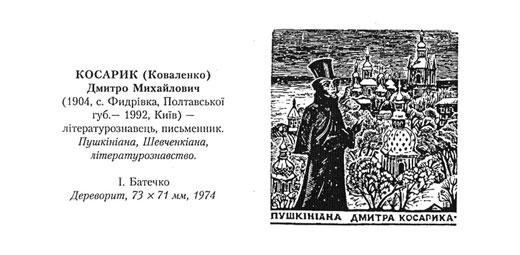 КОСАРИК (Коваленко)
Дмитро Михайлович
(1904, с. Фидрівка, Полтавської
губ.— 1992, Київ) —
літературознавець, письменник.
Пушкініана, Шевченкіана,
літературознавство.
І. Батечко
Дереворит, 73 × 71 мм, 1974
ПУШКІНІАНА ДМИТРА КОСАРИКА·